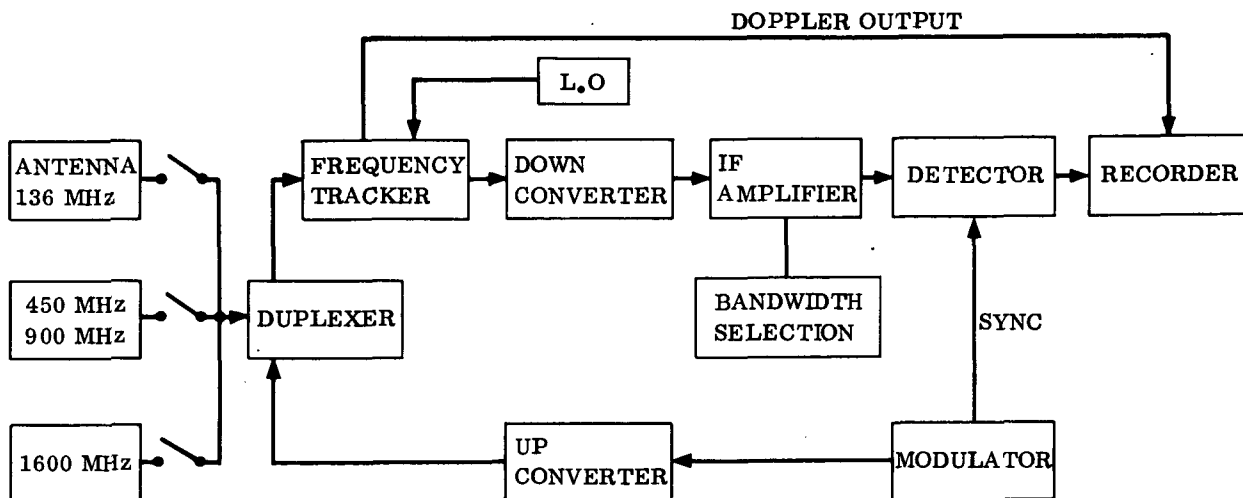 DOPPLER OUTPUT
L.O
ANTENNA
136 MHz
FREQUENCY
TRACKER
DOWN
CONVERTER
IF
AMPLIFIER
DETECTOR
RECORDER
450 MHz
900 MHz
DUPLEXER
BANDWIDTH
SELECTION
SYNC
1600 MHz
UP
CONVERTER
MODULATOR